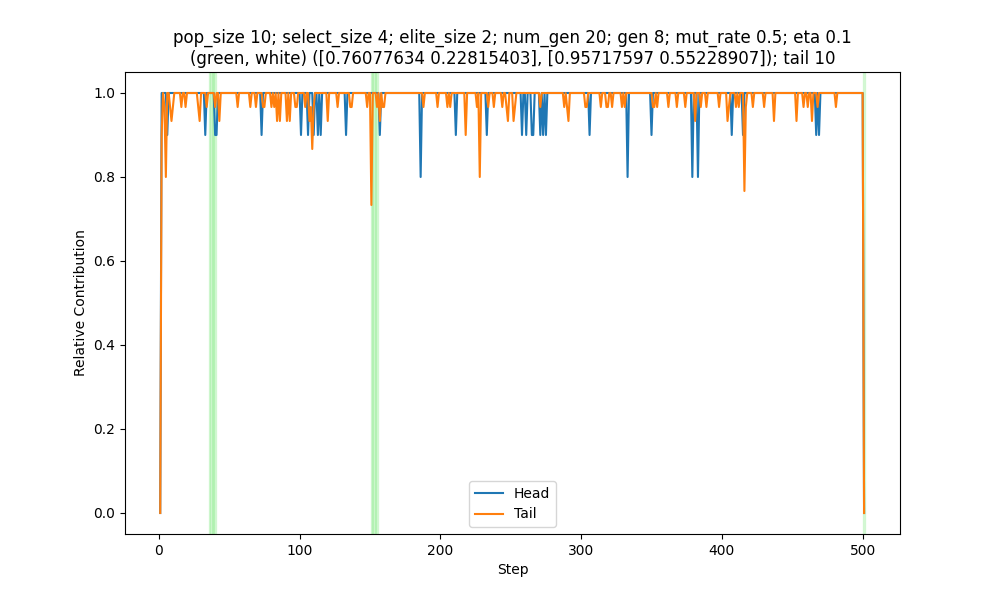 pop_size 10; select_size 4; elite_size 2; num_gen 20; gen 8; mut_rate 0.5; eta 0.1
(green, white) ([0.76077634 0.22815403], [0.95717597 0.55228907]); tail 10
1.0
0.8
0.6
0.4
0.2
0.0
Relative Contribution
Head
Tail
0
100
200
300
400
500
Step